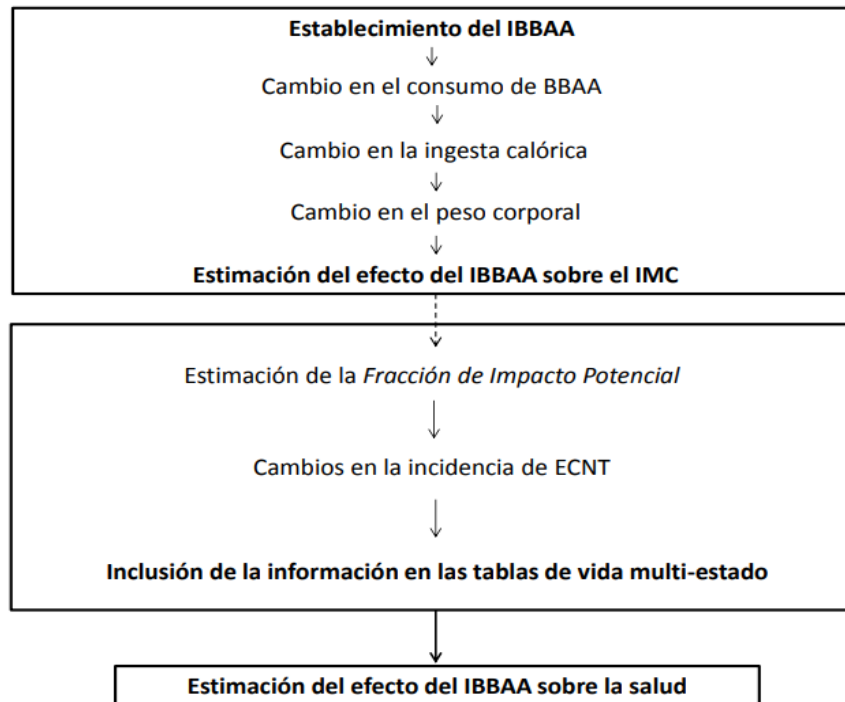 Establecimiento del IBBAA
Cambio en el consumo de BBAA
Cambio en la ingesta calórica
Cambio en el peso corporal
Estimación del efecto del IBBAA sobre el IMC
Estimación de la Fracción de Impacto Potencial
Cambios en la incidencia de ECNT
Inclusión de la información en las tablas de vida multi-estado
Estimación del efecto del IBBAA sobre la salud